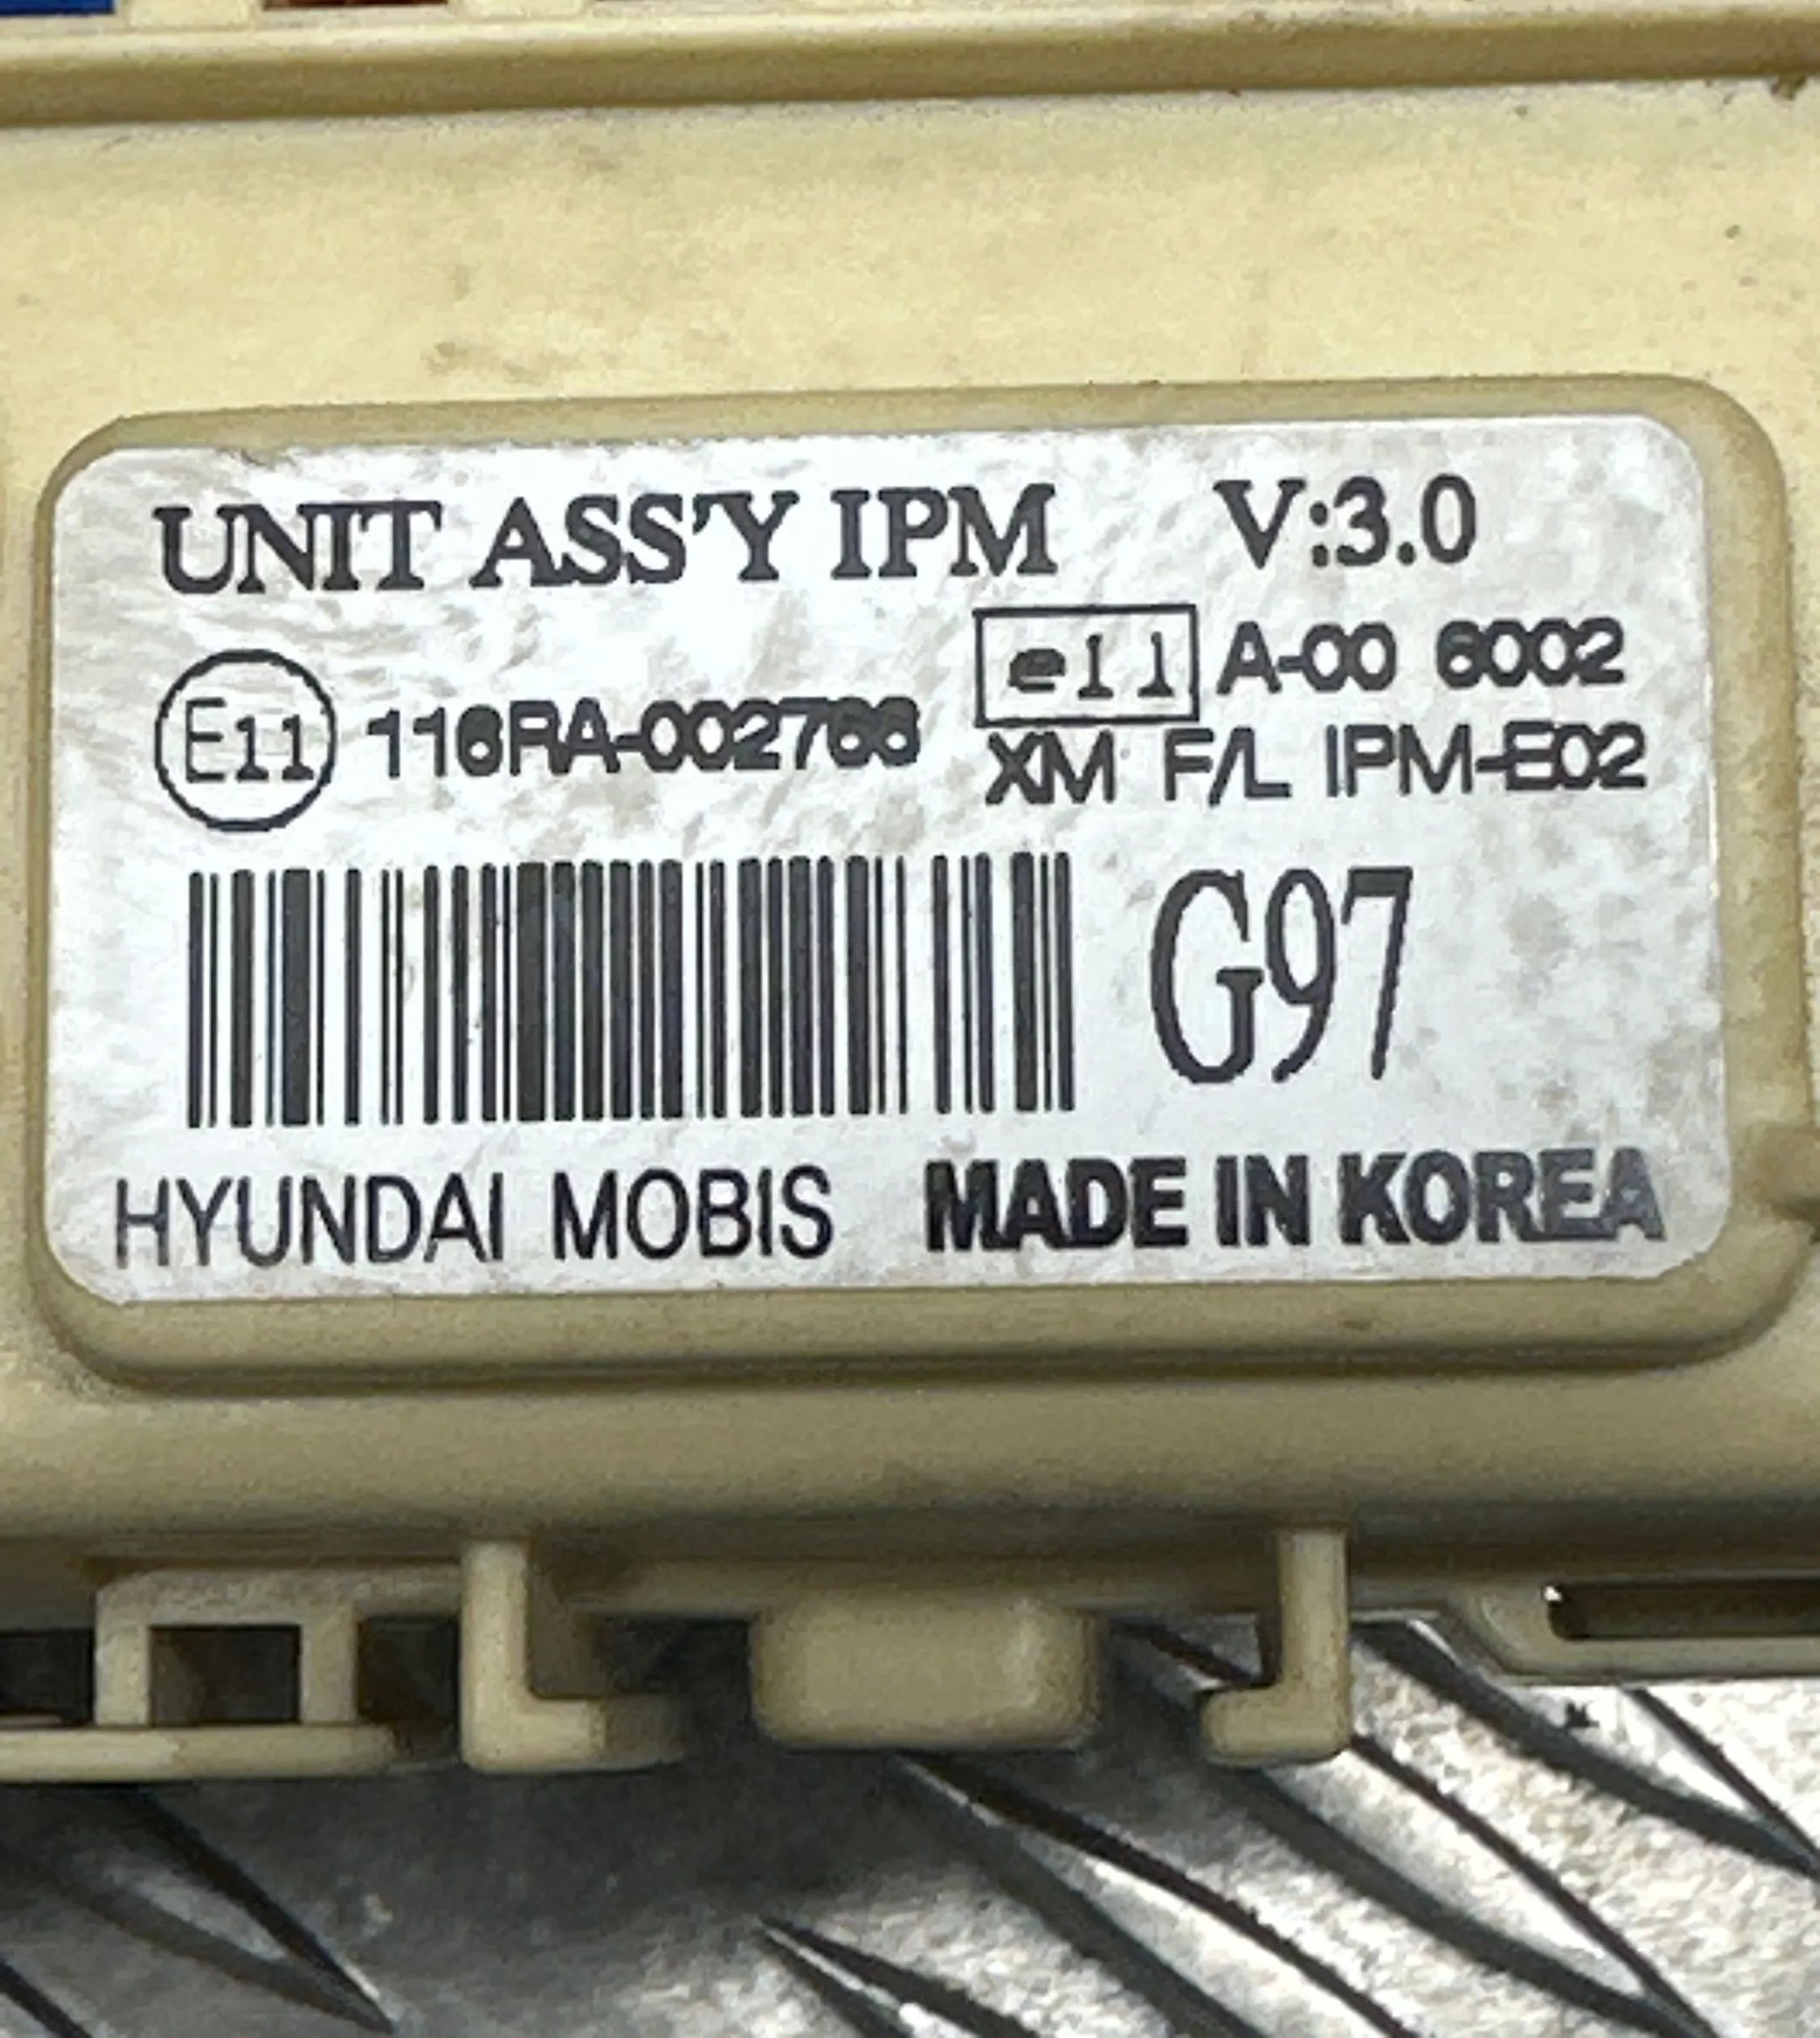 UNIT ASS'Y IPM V:3.0
e11 A-00 6002
E11 116RA-002766
XM F/L IPM-E02
G97
HYUNDAI MOBIS MADE IN KOREA